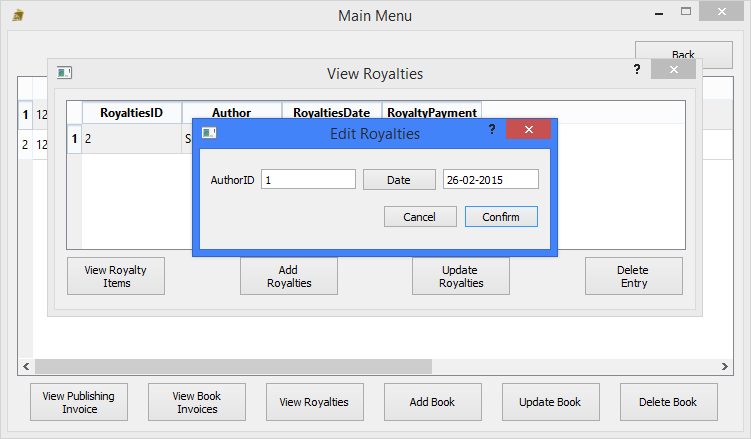 Main Menu
Back
View Royalties
?
RoyaltiesID Author RoyaltiesDate RoyaltyPayment
1 12
1 2 S
2 12
Edit Royalties
?
AuthorID 1 Date 26-02-2015
Cancel Confirm
View Royalty
Items
Add
Royalties
Update
Royalties
Delete
Entry
View Publishing
Invoice
View Book
Invoices
View Royalties
Add Book
Update Book
Delete Book